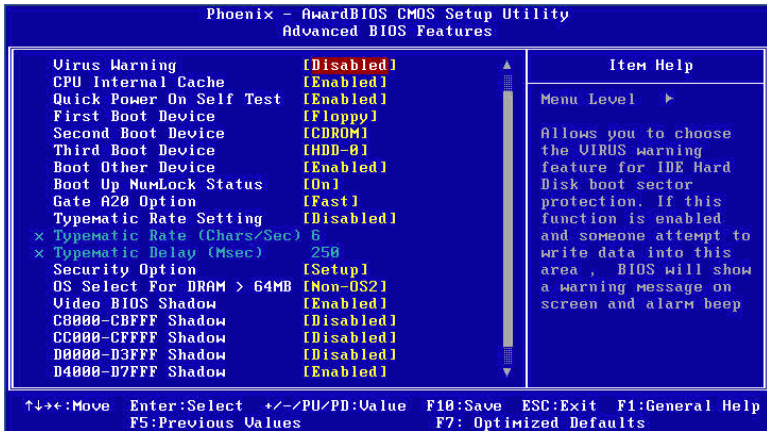 Phoenix - AwardBIOS CMOS Setup Utility
Advanced BIOS Features
Virus Warning [Disabled]
CPU Internal Cache [Enabled]
Quick Power On Self Test [Enabled]
First Boot Device [Floppy]
Second Boot Device [CDROM]
Third Boot Device [HDD-0]
Boot Other Device [Enabled]
Boot Up NumLock Status [On]
Gate A20 Option [Fast]
Typematic Rate Setting [Disabled]
x Typematic Rate (Chars/Sec) 6
x Typematic Delay (Msec) 250
Security Option [Setup]
OS Select For DRAM > 64MB [Non-OS2]
Video BIOS Shadow [Enabled]
C8000-CBFFF Shadow [Disabled]
CC000-CFFFF Shadow [Disabled]
D0000-D3FFF Shadow [Disabled]
D4000-D7FFF Shadow [Enabled]
Item Help
Menu Level ▶
Allows you to choose
the VIRUS warning
feature for IDE Hard
Disk boot sector
protection. If this
function is enabled
and someone attempt to
write data into this
area , BIOS will show
a warning message on
screen and alarm beep
↑↓→←:Move Enter:Select +/-/PU/PD:Value F10:Save ESC:Exit F1:General Help
F5:Previous Values F7: Optimized Defaults